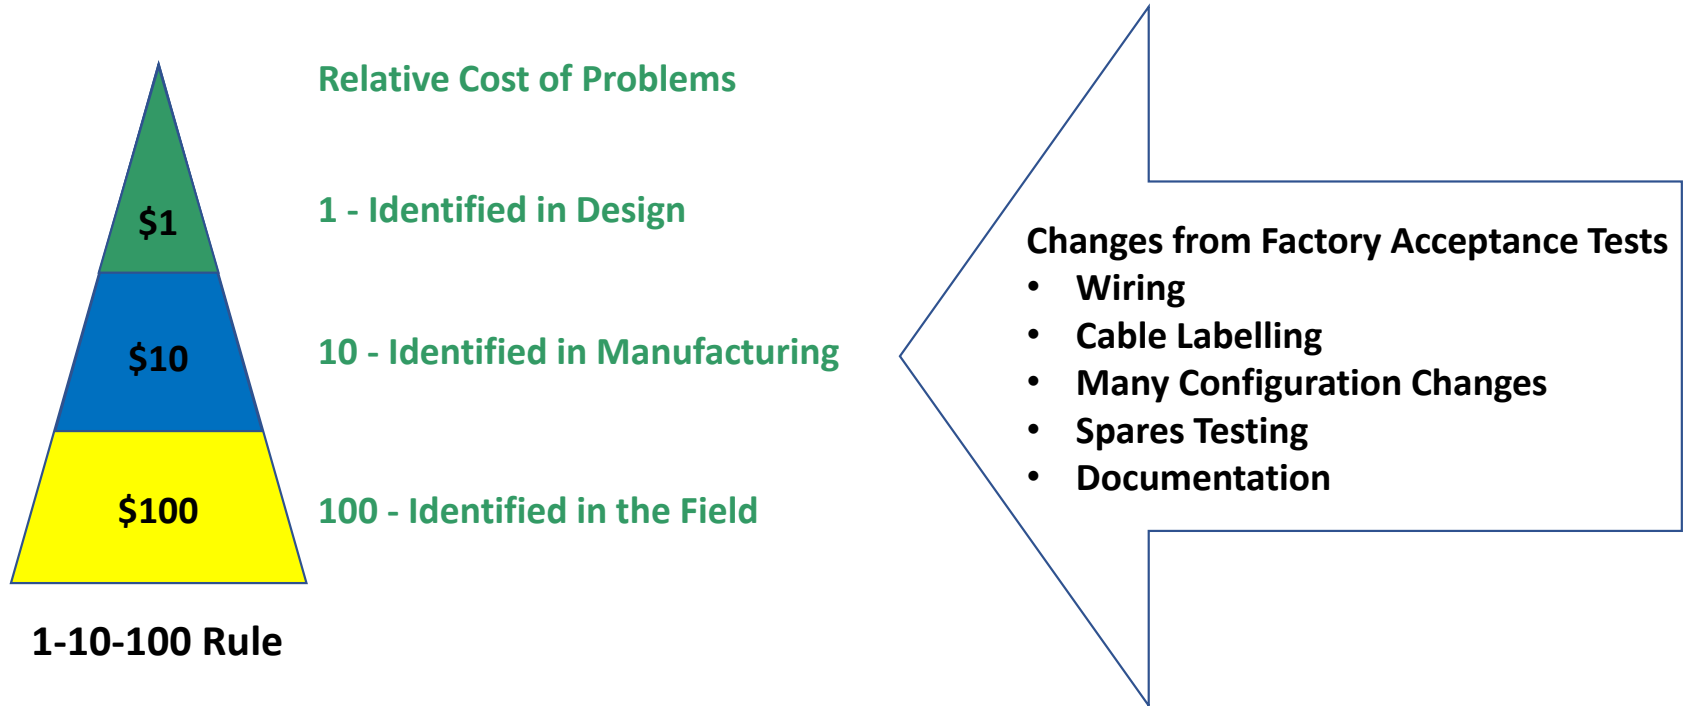 Relative Cost of Problems
$1
1 - Identified in Design
$10
10 - Identified in Manufacturing
$100
100 - Identified in the Field
1-10-100 Rule
Changes from Factory Acceptance Tests
• Wiring
• Cable Labelling
• Many Configuration Changes
• Spares Testing
• Documentation